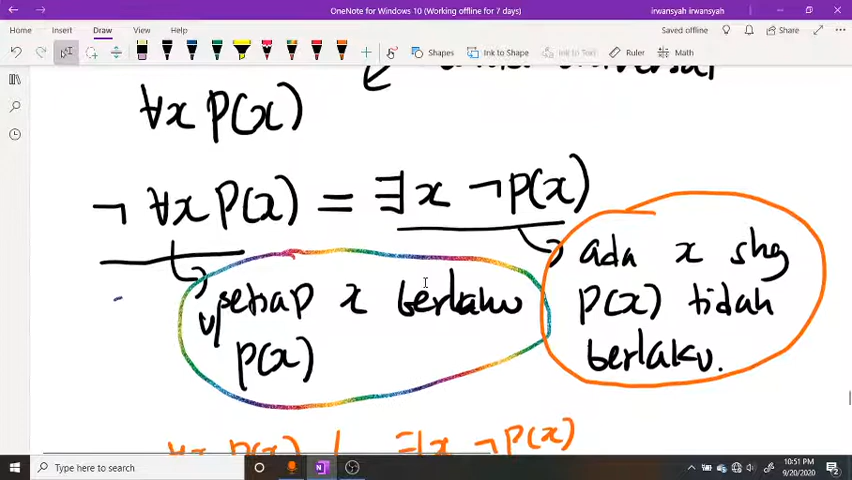 OneNote for Windows 10 (Working offline for 7 days)
irwansyah irwansyah
Home Insert Draw View Help Saved offline Share
Shapes Ink to Shape Ink to Text Ruler Math
universal
∀x P(x)
¬ ∀x P(x) = ∃x ¬P(x)
setiap x berlaku
P(x)
ada x shg
P(x) tidak
berlaku.
∀x P(x) ∃x ¬P(x)
Type here to search
10:51 PM
9/20/2020